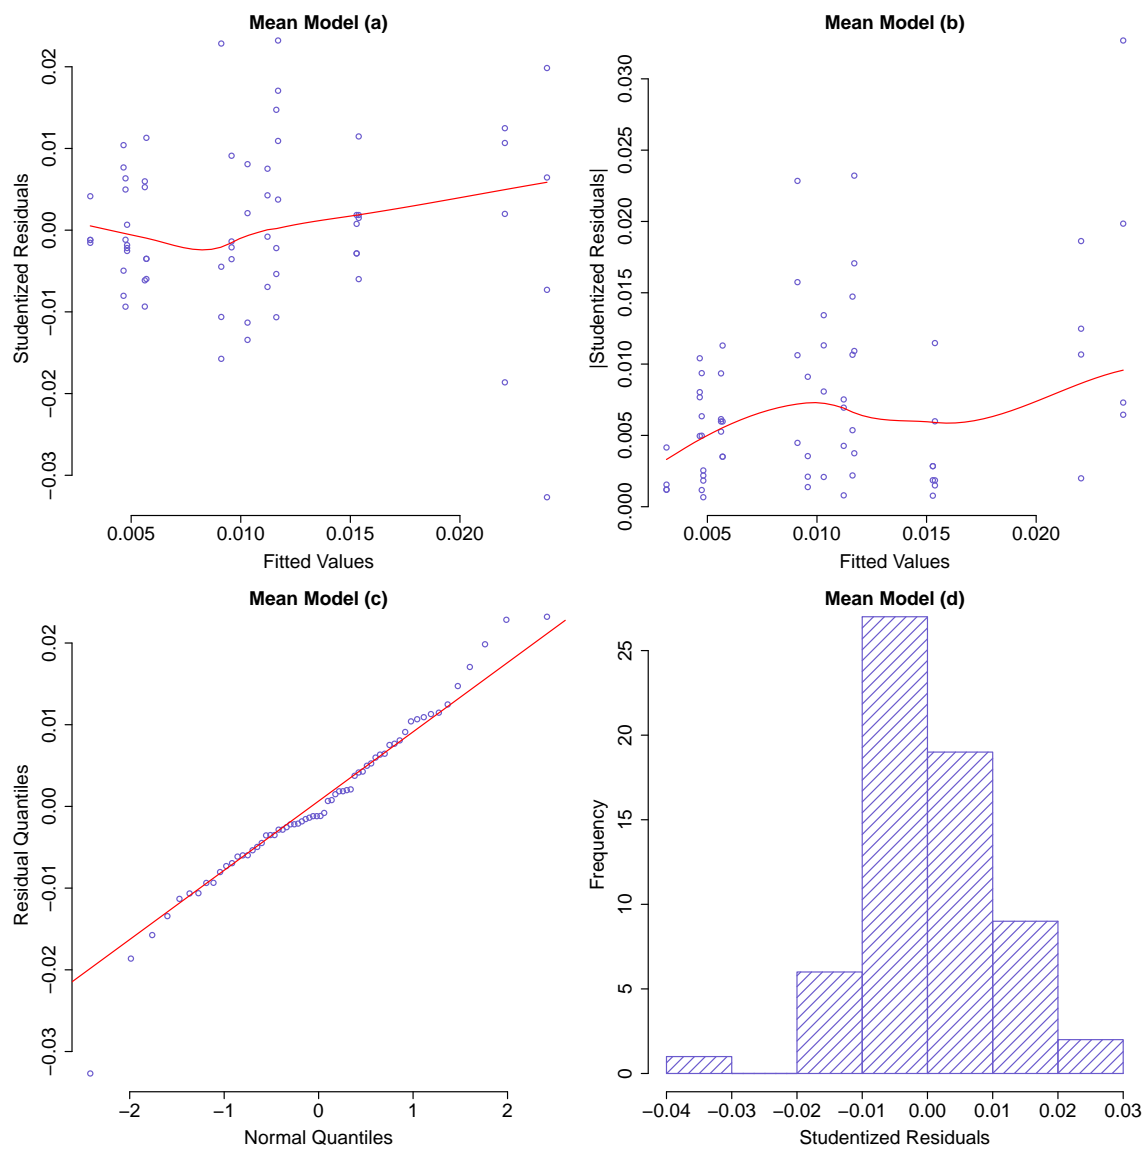 Mean Model (a)
Studentized Residuals
0.02
0.01
0.00
−0.01
−0.02
−0.03
0.005 0.010 0.015 0.020
Fitted Values
Mean Model (b)
|Studentized Residuals|
0.030
0.025
0.020
0.015
0.010
0.005
0.000
0.005 0.010 0.015 0.020
Fitted Values
Mean Model (c)
Residual Quantiles
0.02
0.01
0.00
−0.01
−0.02
−0.03
−2 −1 0 1 2
Normal Quantiles
Mean Model (d)
Frequency
25
20
15
10
5
0
−0.04 −0.03 −0.02 −0.01 0.00 0.01 0.02 0.03
Studentized Residuals